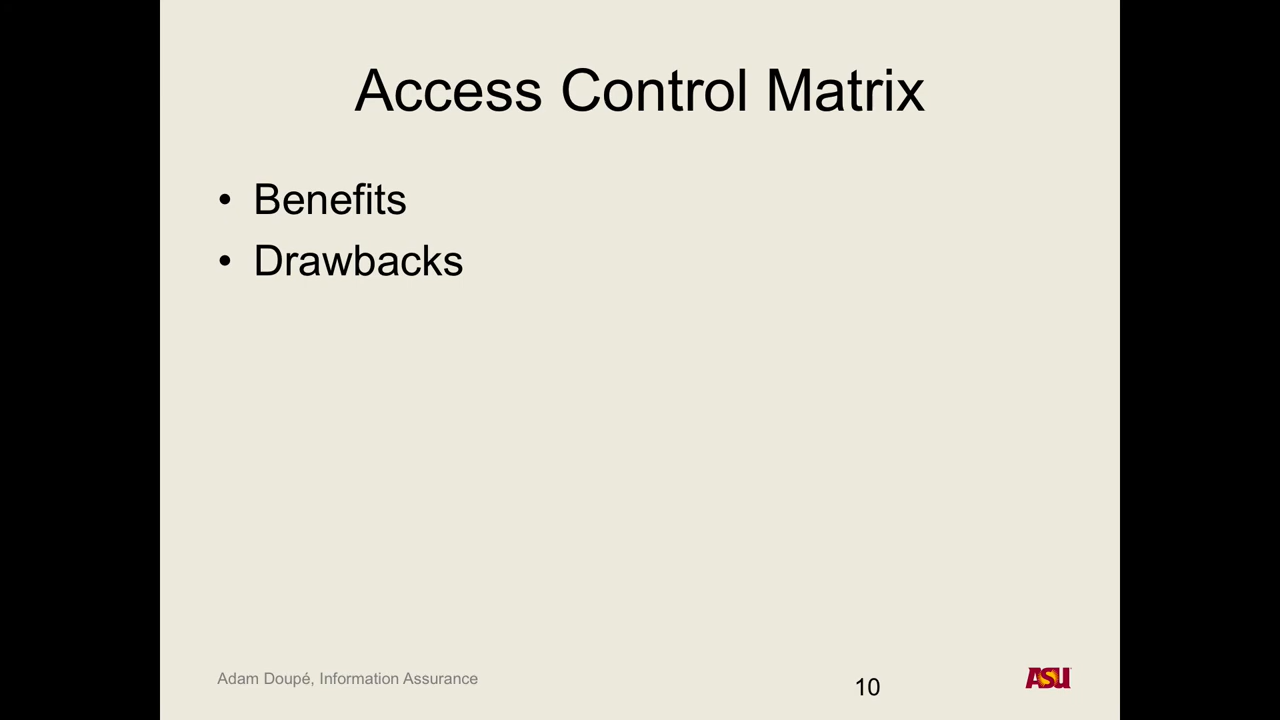 Access Control Matrix
• Benefits
• Drawbacks
Adam Doupé, Information Assurance
10
ASU